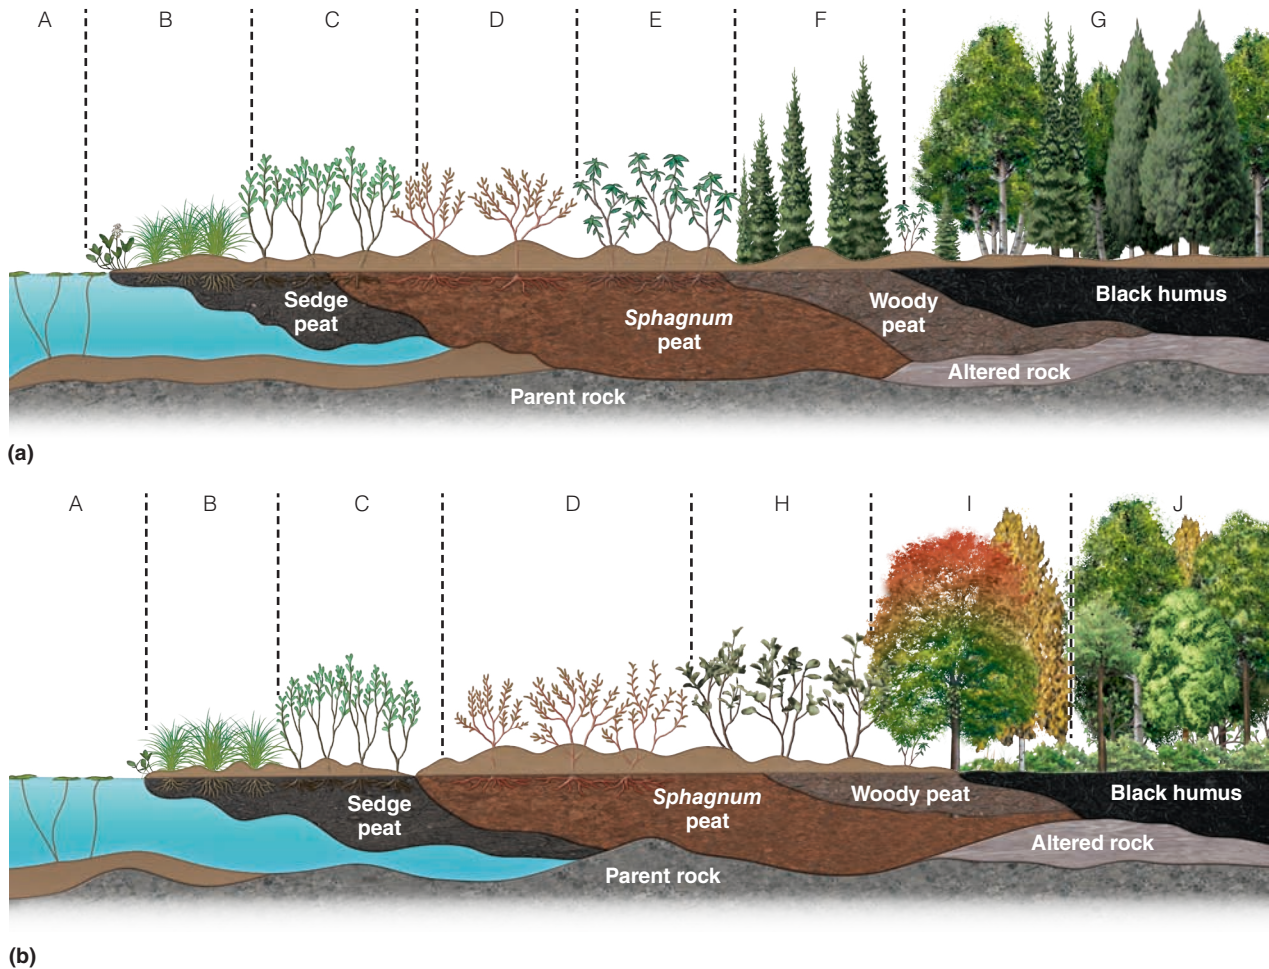 A B C D E F G
Sedge
peat
Sphagnum
peat
Woody
peat
Black humus
Altered rock
Parent rock
(a)
A B C D H I J
Sedge
peat
Sphagnum
peat
Woody peat
Black humus
Altered rock
Parent rock
(b)